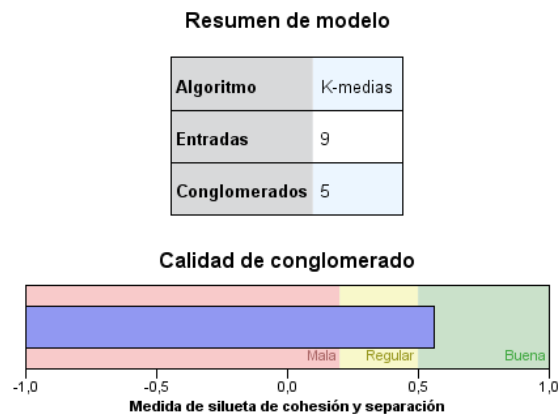 Resumen de modelo
Algoritmo K-medias
Entradas 9
Conglomerados 5
Calidad de conglomerado
Mala Regular Buena
-1,0 -0,5 0,0 0,5 1,0
Medida de silueta de cohesión y separación